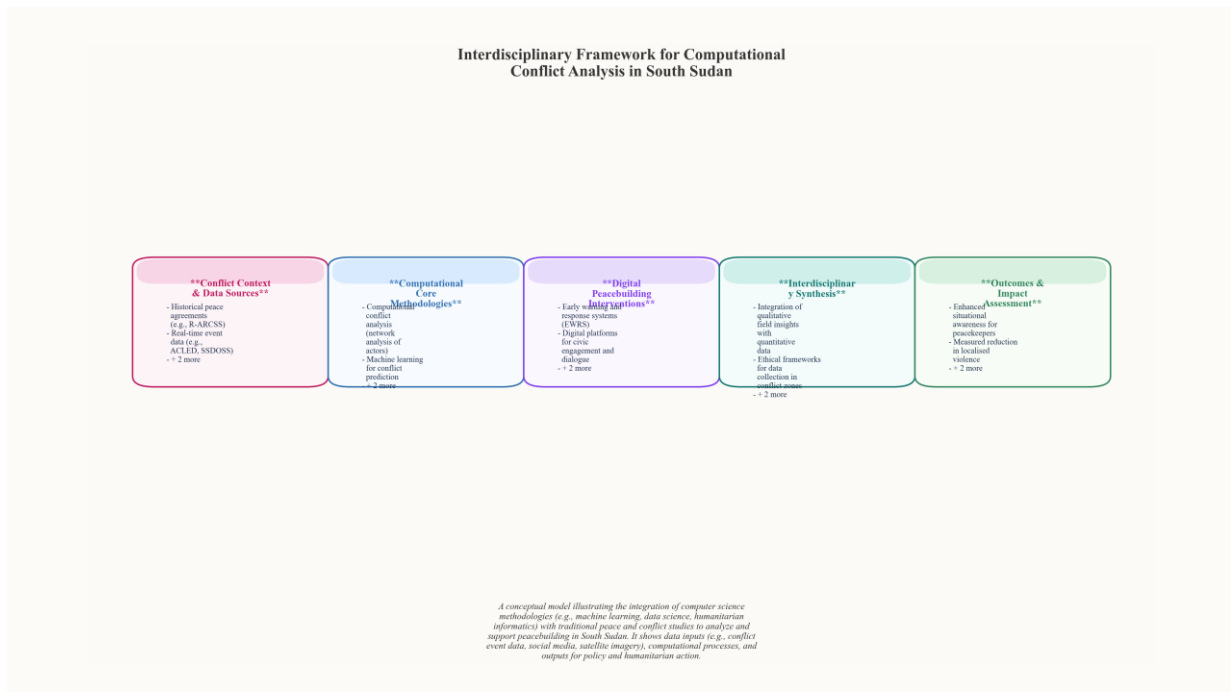 Interdisciplinary Framework for Computational
Conflict Analysis in South Sudan
**Conflict Context
& Data Sources**
- Historical peace
agreements
(e.g., R-ARCSS)
- Real-time event
data (e.g.,
ACLED, SSDOSS)
- + 2 more
**Computational
Core
Methodologies**
- Computational
conflict
analysis
(network
analysis of
actors)
- Machine learning
for conflict
prediction
- + 2 more
**Digital
Peacebuilding
Interventions**
- Early warning and
response systems
(EWRS)
- Digital platforms
for civic
engagement and
dialogue
- + 2 more
**Interdisciplinar
y Synthesis**
- Integration of
qualitative
field insights
with
quantitative
data
- Ethical frameworks
for data
collection in
conflict zones
- + 2 more
**Outcomes &
Impact
Assessment**
- Enhanced
situational
awareness for
peacekeepers
- Measured reduction
in localised
violence
- + 2 more
A conceptual model illustrating the integration of computer science
methodologies (e.g., machine learning, data science, humanitarian
informatics) with traditional peace and conflict studies to analyze and
support peacebuilding in South Sudan. It shows data inputs (e.g., conflict
event data, social media, satellite imagery), computational processes, and
outputs for policy and humanitarian action.